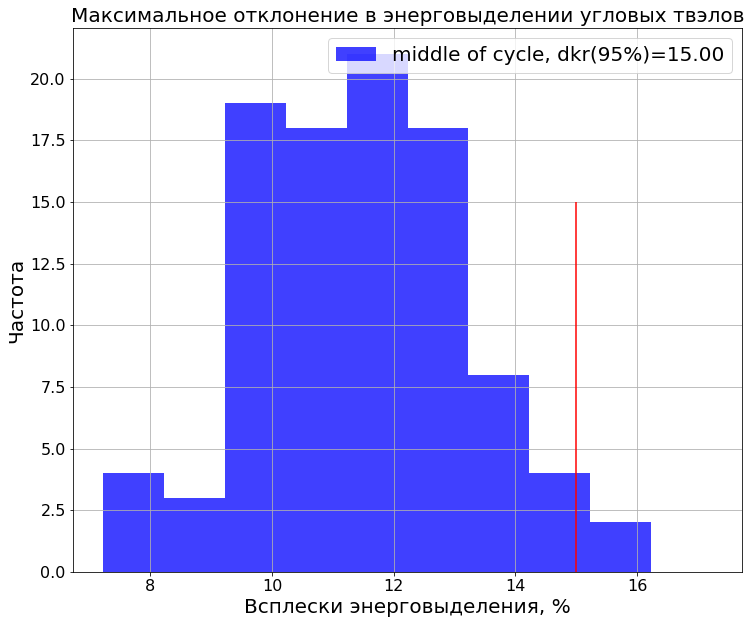 Максимальное отклонение в энерговыделении угловых твэлов
middle of cycle, dkr(95%)=15.00
20.0
17.5
15.0
12.5
10.0
7.5
5.0
2.5
0.0
Частота
8 10 12 14 16
Всплески энерговыделения, %